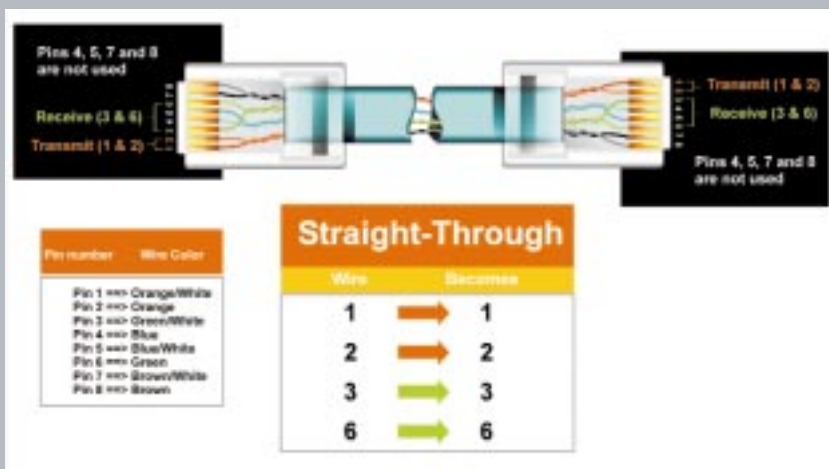 Pins 4, 5, 7 and 8
are not used
Receive (3 & 6)
Transmit (1 & 2)
Transmit (1 & 2)
Receive (3 & 6)
Pins 4, 5, 7 and 8
are not used
Pin number Wire Color
Pin 1 ==> Orange/White
Pin 2 ==> Orange
Pin 3 ==> Green/White
Pin 4 ==> Blue
Pin 5 ==> Blue/White
Pin 6 ==> Green
Pin 7 ==> Brown/White
Pin 8 ==> Brown
Straight-Through
Wire Becomes
1 1
2 2
3 3
6 6